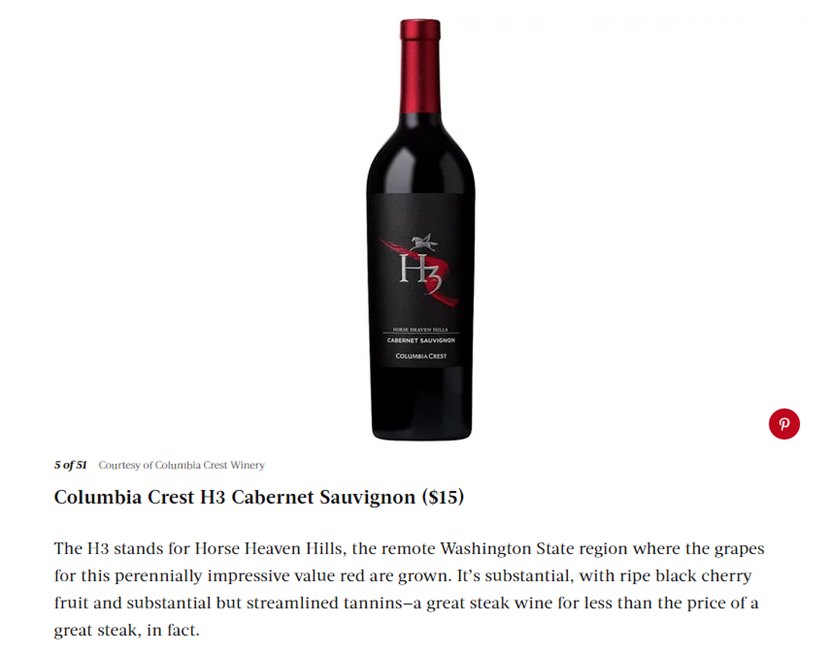 H3
HORSE HEAVEN HILLS
CABERNET SAUVIGNON
COLUMBIA CREST
5 of 51 Courtesy of Columbia Crest Winery
Columbia Crest H3 Cabernet Sauvignon ($15)
The H3 stands for Horse Heaven Hills, the remote Washington State region where the grapes
for this perennially impressive value red are grown. It’s substantial, with ripe black cherry
fruit and substantial but streamlined tannins—a great steak wine for less than the price of a
great steak, in fact.